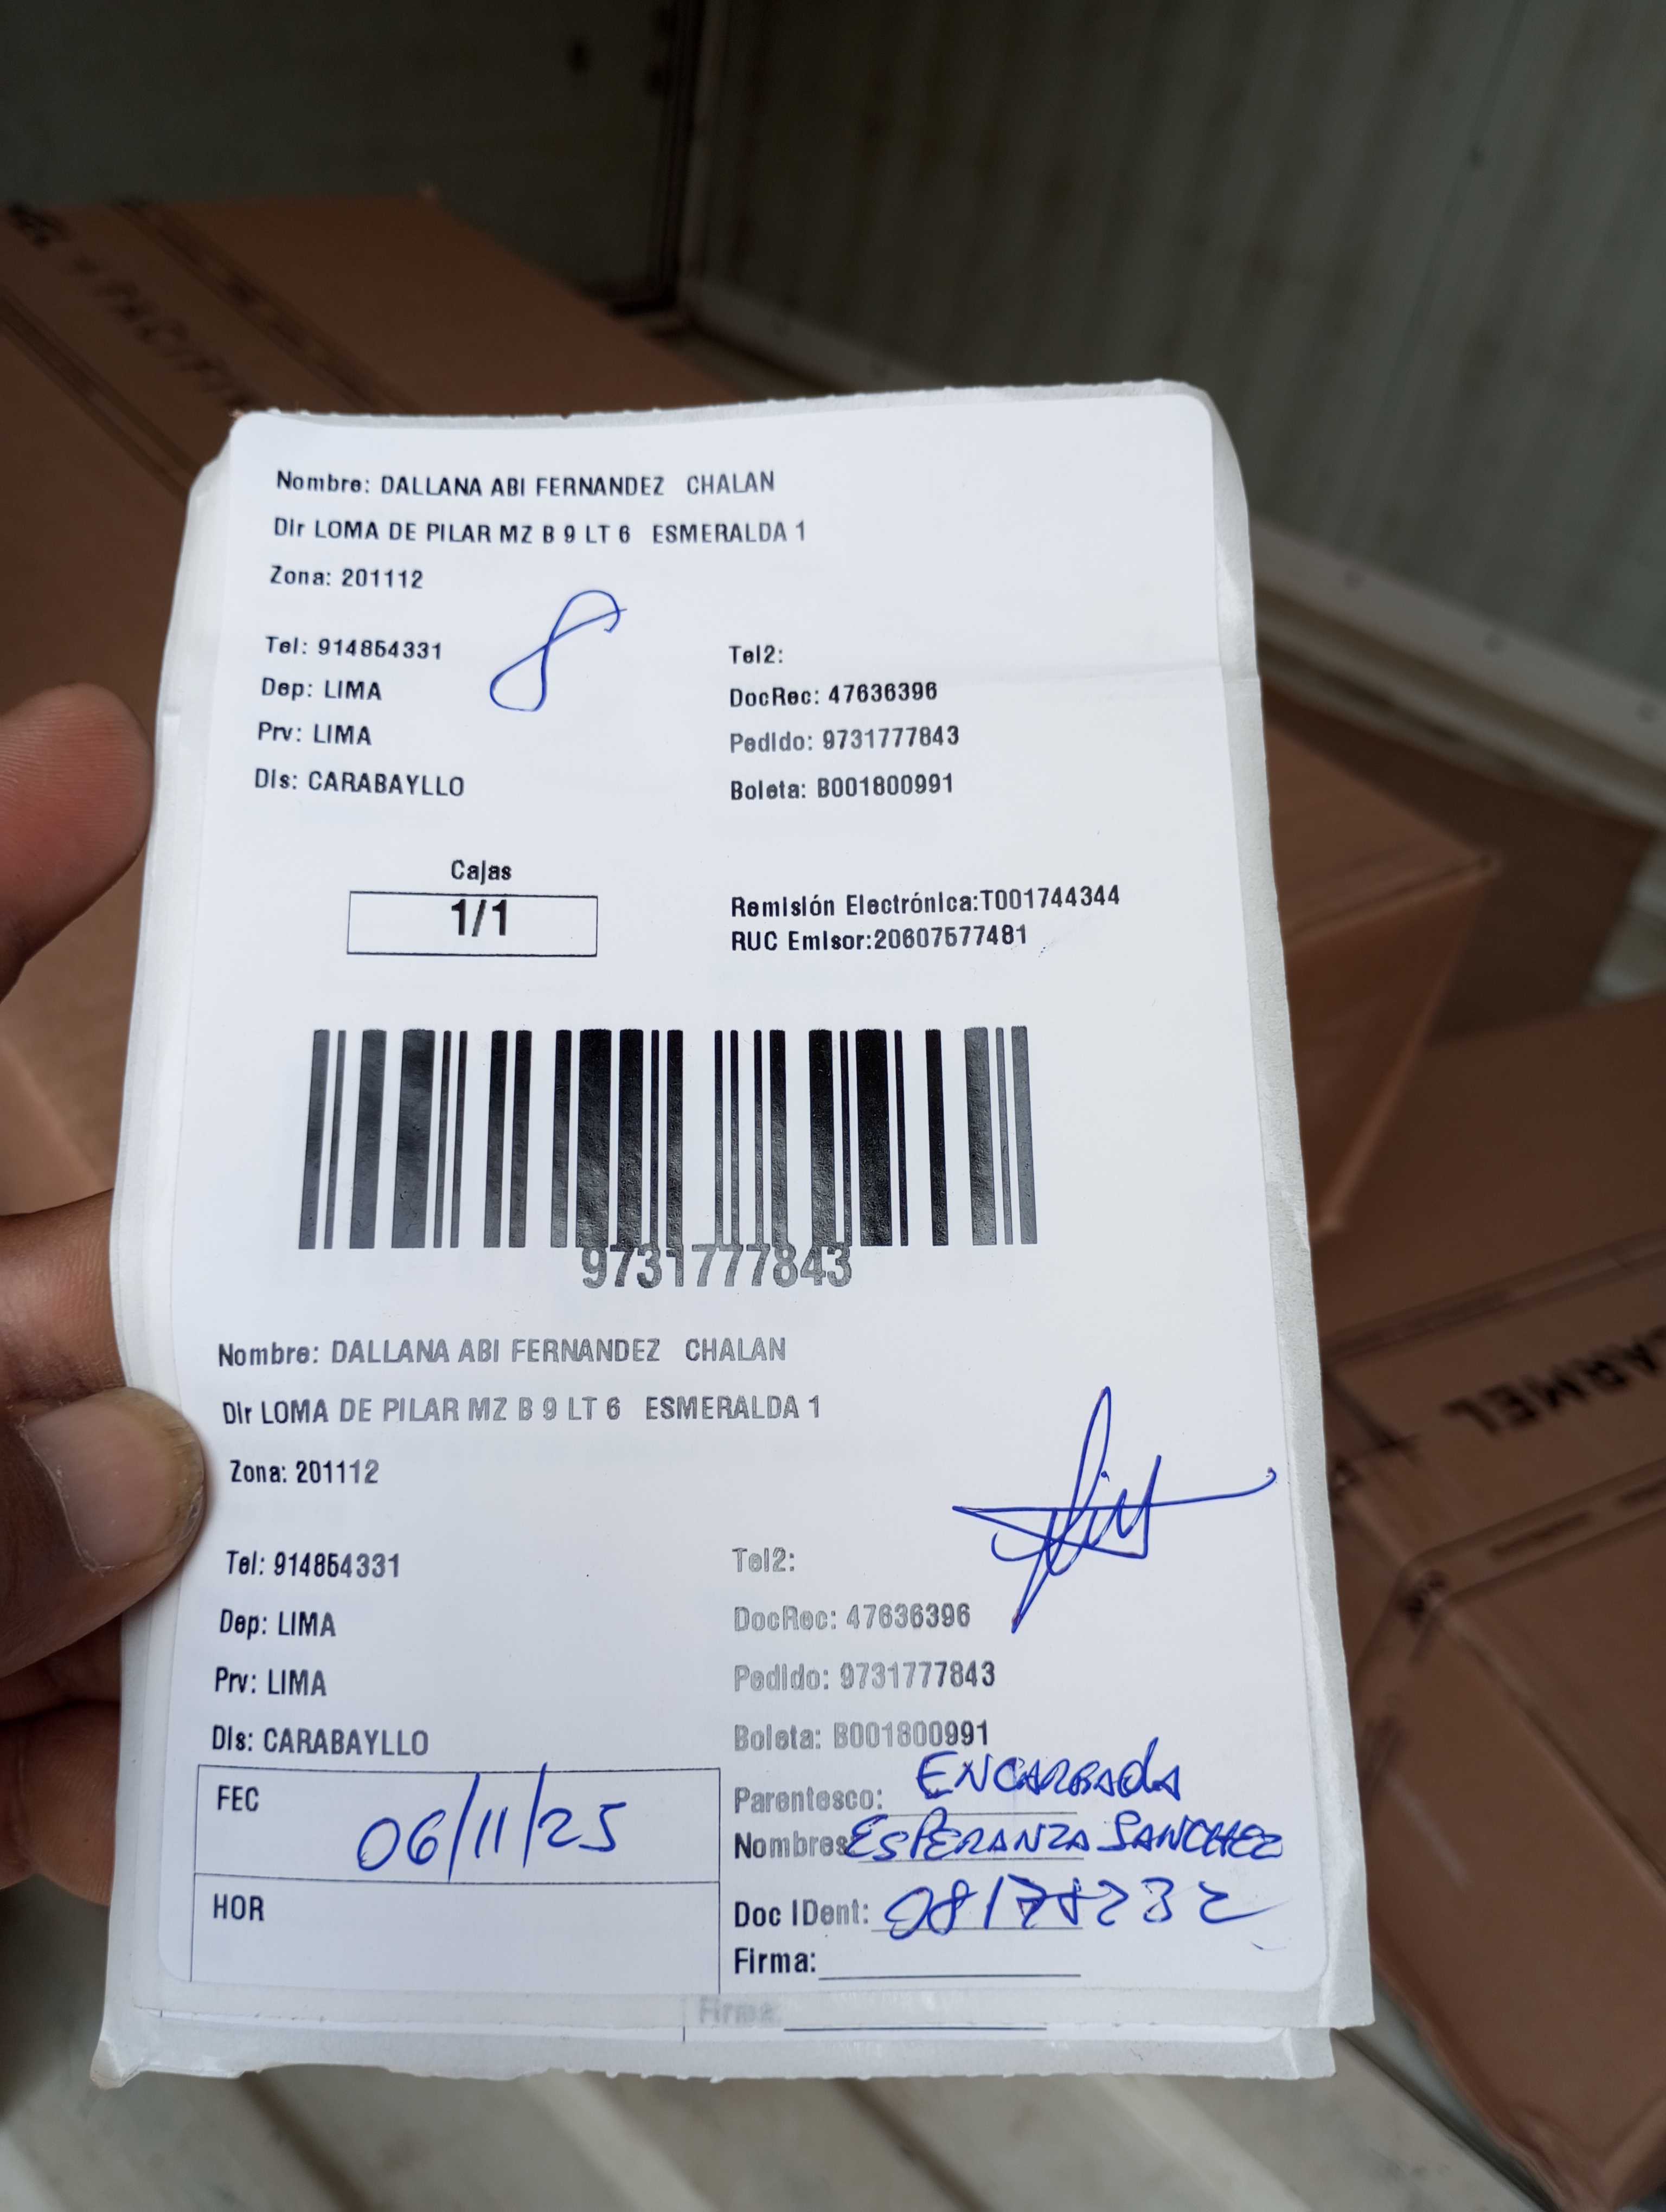 Nombre: DALLANA ABI FERNANDEZ CHALAN
Dir LOMA DE PILAR MZ B 9 LT 6 ESMERALDA 1
Zona: 201112
8
Tel: 914854331
Tel2:
Dep: LIMA
DocRec: 47636396
Prv: LIMA
Pedido: 9731777843
Dis: CARABAYLLO
Boleta: B001800991
Cajas
1/1
Remisión Electrónica:T001744344
RUC Emisor:20607577481
9731777843
Nombre: DALLANA ABI FERNANDEZ CHALAN
Dir LOMA DE PILAR MZ B 9 LT 6 ESMERALDA 1
Zona: 201112
Tel: 914854331
Tel2:
Dep: LIMA
DocRec: 47636396
Prv: LIMA
Pedido: 9731777843
Dis: CARABAYLLO
Boleta: B001800991
FEC 06/11/25
Parentesco: ENCARGADA
Nombres ESPERANZA SANCHEZ
HOR
Doc IDent:
Firma:
Firma:
ARMEL